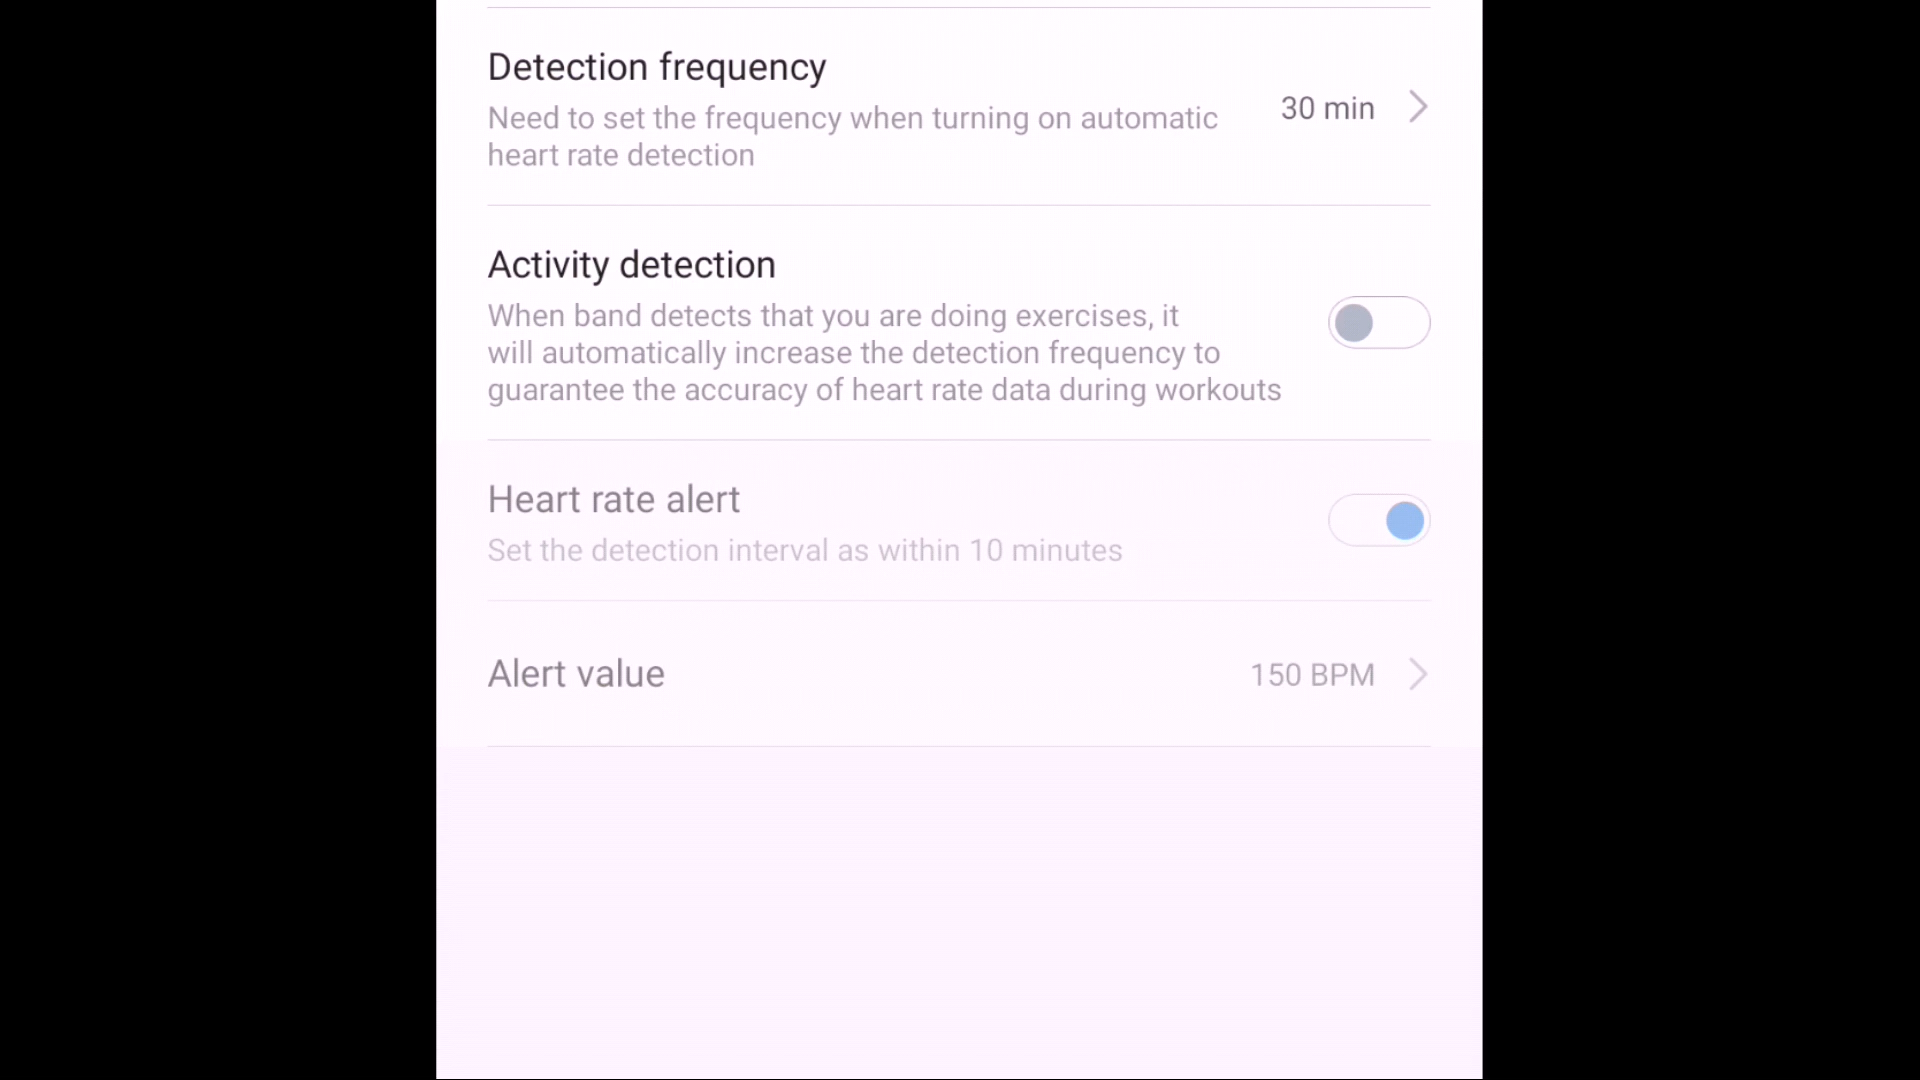 Detection frequency
Need to set the frequency when turning on automatic
heart rate detection
30 min
Activity detection
When band detects that you are doing exercises, it
will automatically increase the detection frequency to
guarantee the accuracy of heart rate data during workouts
Heart rate alert
Set the detection interval as within 10 minutes
Alert value
150 BPM